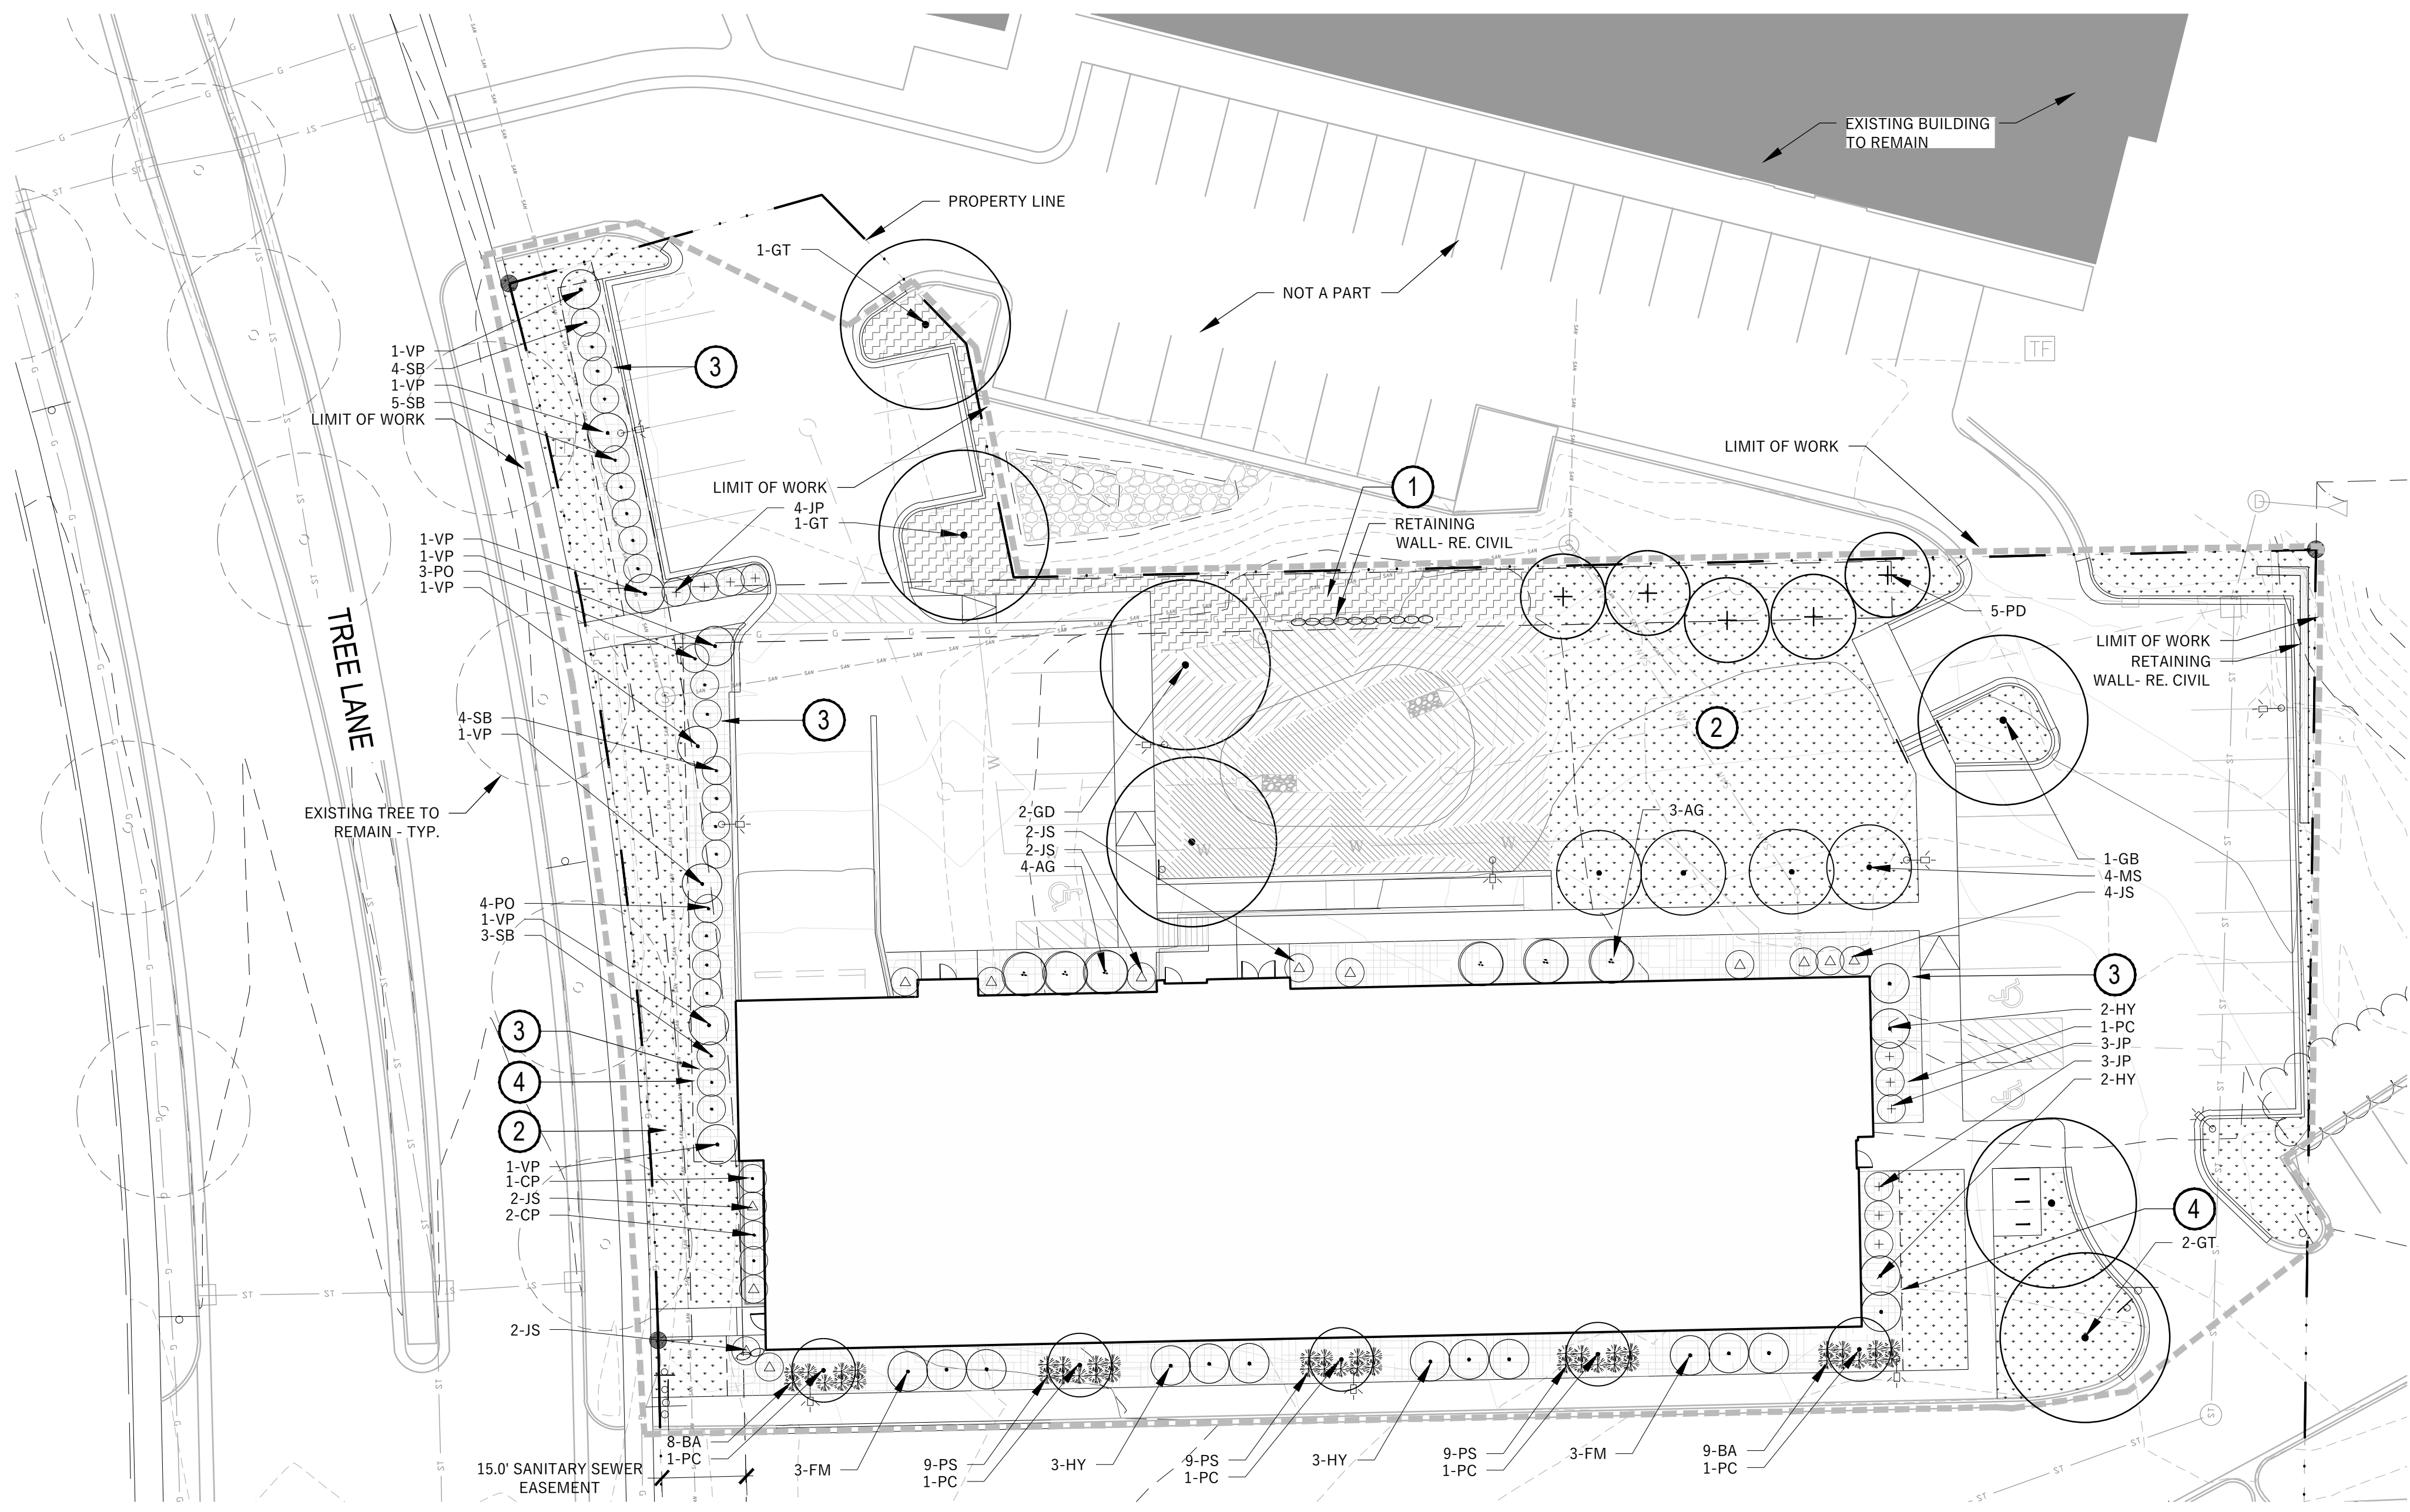 EXISTING BUILDING
TO REMAIN
PROPERTY LINE
1-GT
NOT A PART
TF
1-VP
4-SB
1-VP
5-SB
LIMIT OF WORK
3
LIMIT OF WORK
4-JP
1-GT
1
RETAINING
WALL- RE. CIVIL
LIMIT OF WORK
D
1-VP
1-VP
3-PO
1-VP
5-PD
LIMIT OF WORK
RETAINING
WALL- RE. CIVIL
TREE LANE
3
2
4-SB
1-VP
EXISTING TREE TO
REMAIN - TYP.
2-GD
2-JS
2-JS
4-AG
3-AG
1-GB
4-MS
4-JS
4-PO
1-VP
3-SB
3
4
2
3
2-HY
1-PC
3-JP
3-JP
2-HY
1-VP
1-CP
2-JS
2-CP
4
2-GT
2-JS
8-BA
1-PC
15.0' SANITARY SEWER
EASEMENT
3-FM
9-PS
1-PC
3-HY
9-PS
1-PC
3-HY
9-PS
1-PC
3-FM
9-BA
1-PC